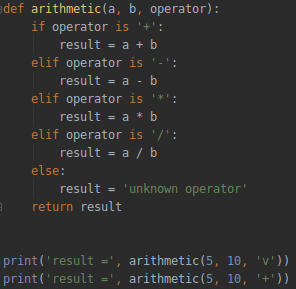 def arithmetic(a, b, operator):
    if operator is '+':
        result = a + b
    elif operator is '-':
        result = a - b
    elif operator is '*':
        result = a * b
    elif operator is '/':
        result = a / b
    else:
        result = 'unknown operator'
    return result
print('result =', arithmetic(5, 10, 'v'))
print('result =', arithmetic(5, 10, '+'))